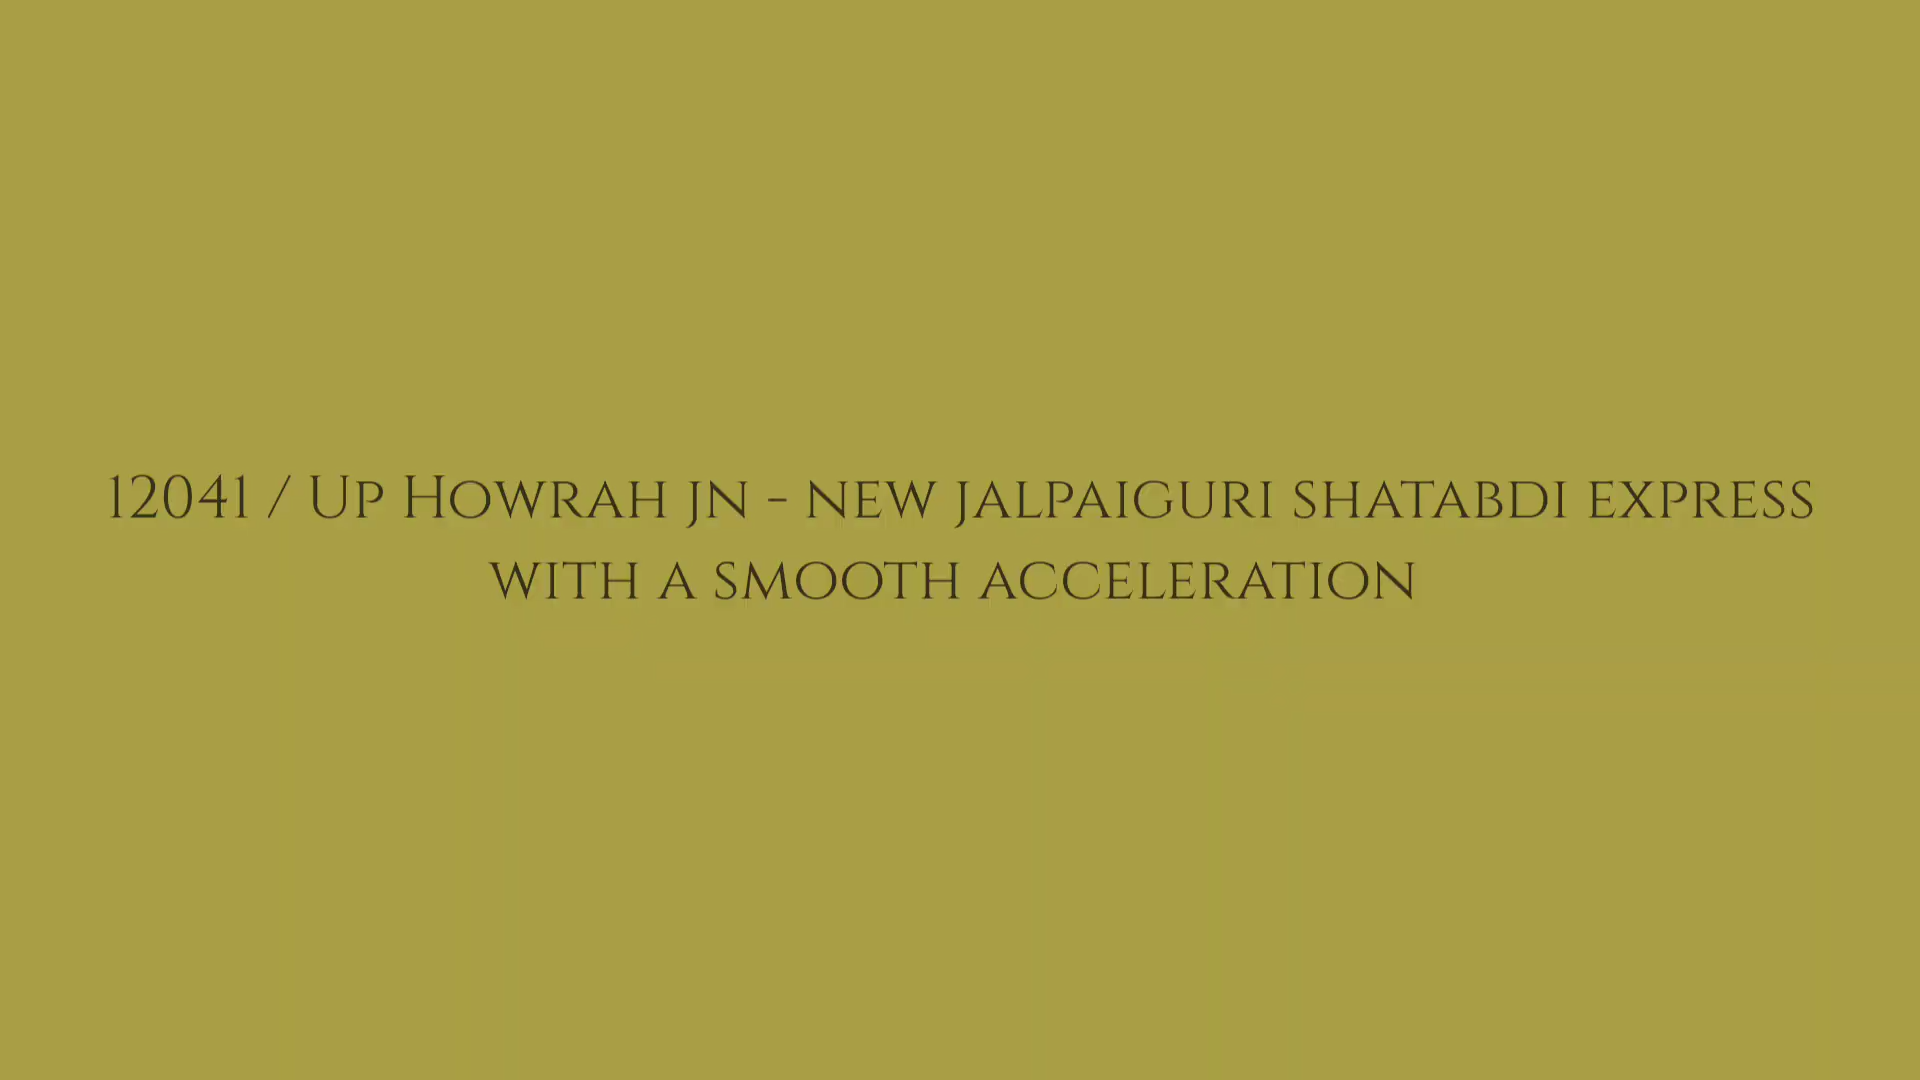 12041 / Up Howrah jn - new jalpaiguri shatabdi express
with a smooth acceleration